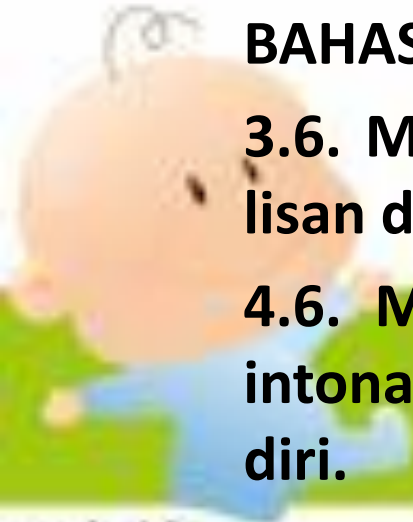 BAHAS
3.6. M
lisan d
4.6. M
intona
diri.